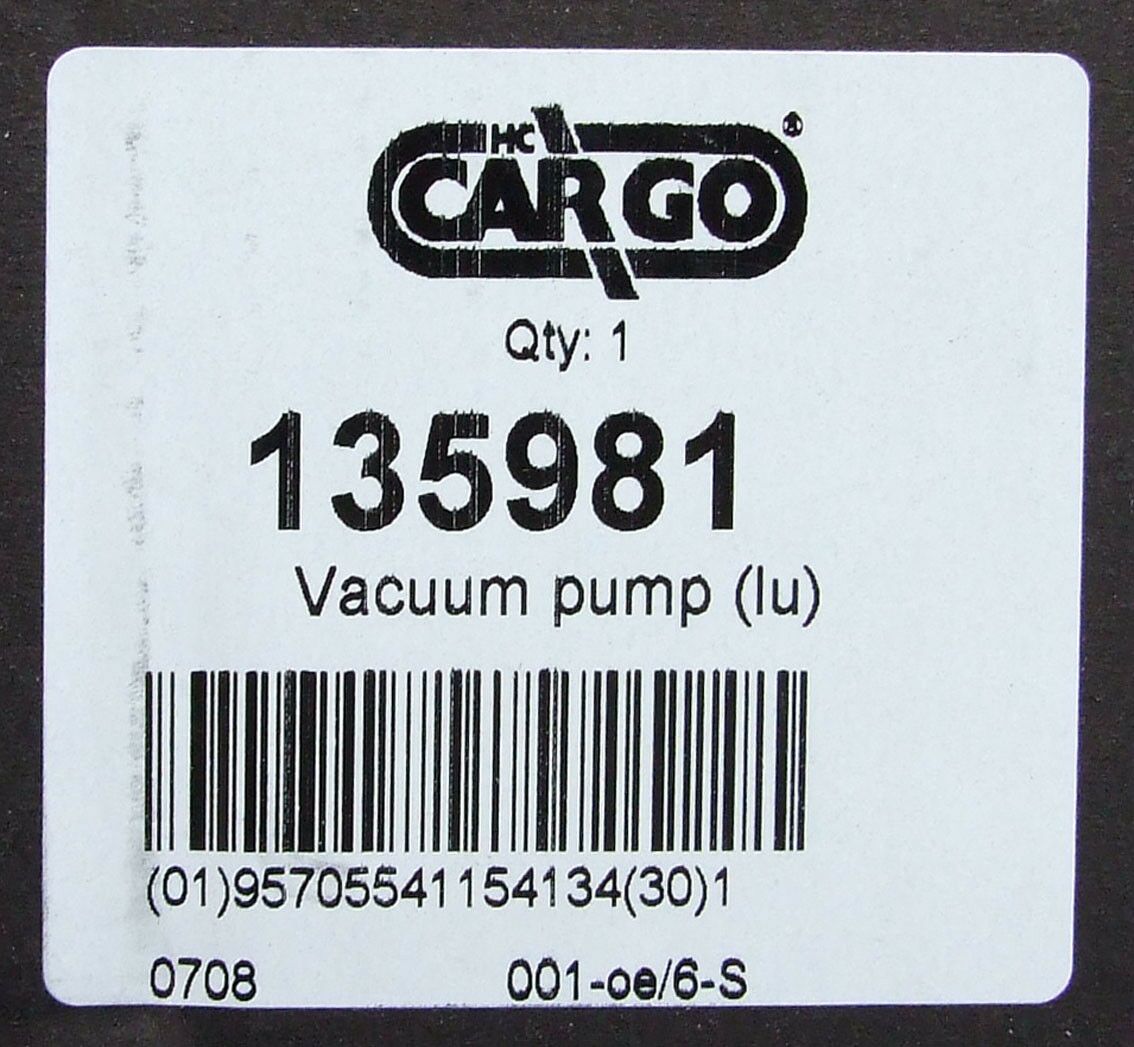 HC
CARGO®
Qty: 1
135981
Vacuum pump (lu)
(01)95705541154134(30)1
0708 001-oe/6-S